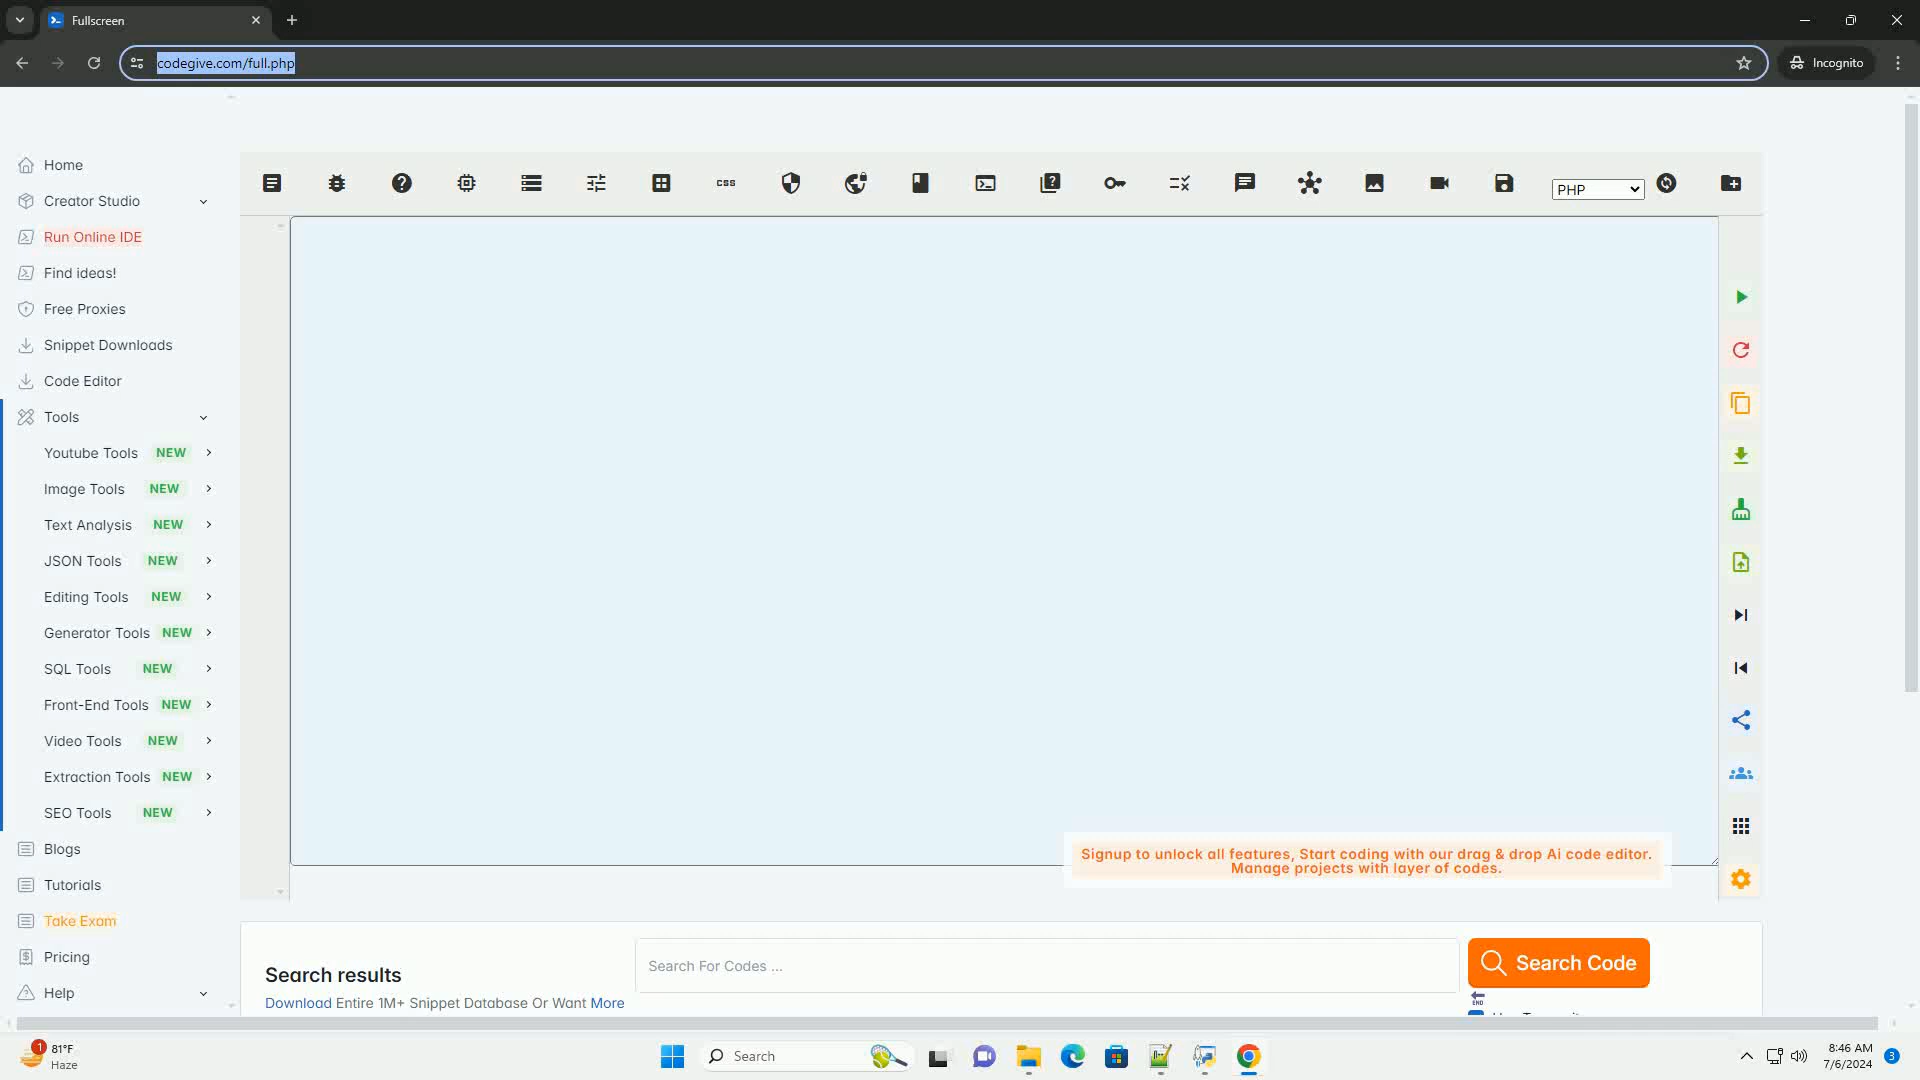 Fullscreen
codegive.com/full.php
Incognito
Home
Creator Studio
Run Online IDE
Find ideas!
Free Proxies
Snippet Downloads
Code Editor
Tools
Youtube Tools NEW
Image Tools NEW
Text Analysis NEW
JSON Tools NEW
Editing Tools NEW
Generator Tools NEW
SQL Tools NEW
Front-End Tools NEW
Video Tools NEW
Extraction Tools NEW
SEO Tools NEW
Blogs
Tutorials
Take Exam
Pricing
Help
CSS
PHP
Signup to unlock all features, Start coding with our drag & drop Ai code editor.
Manage projects with layer of codes.
Search results
Search For Codes ...
Search Code
Download Entire 1M+ Snippet Database Or Want More
END
1
81°F
Haze
Search
8:46 AM
7/6/2024
3